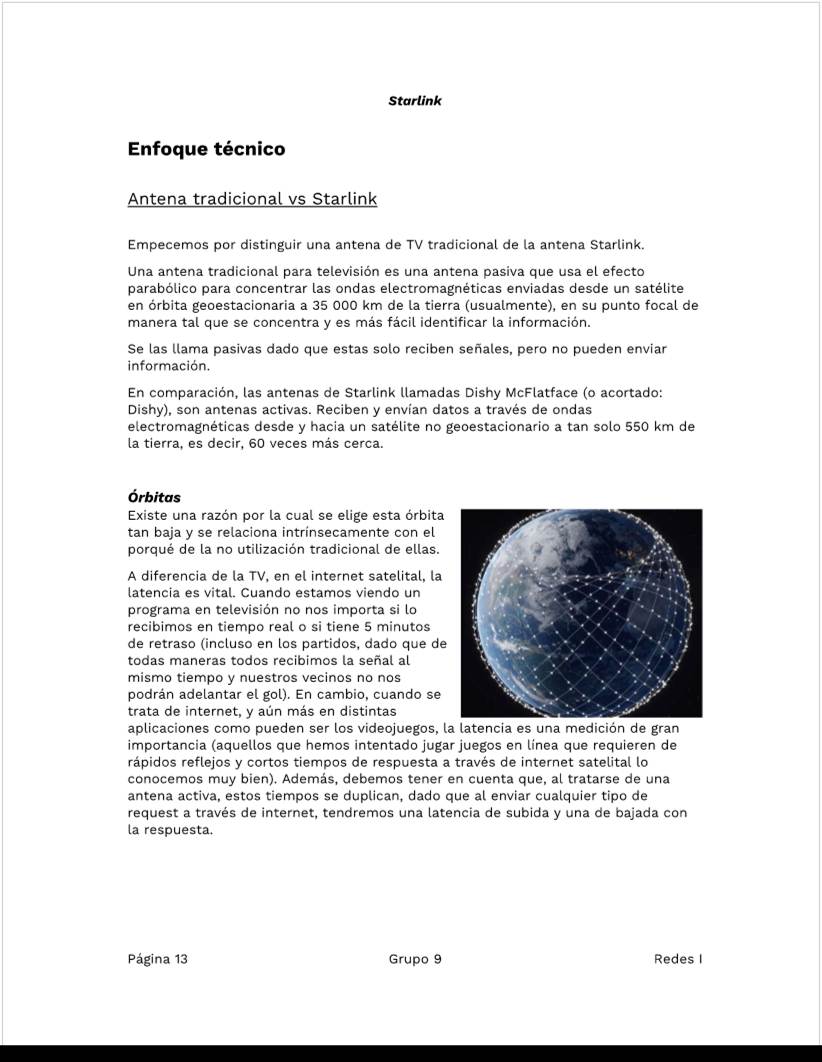 Starlink
Enfoque técnico
Antena tradicional vs Starlink
Empecemos por distinguir una antena de TV tradicional de la antena Starlink.
Una antena tradicional para televisión es una antena pasiva que usa el efecto
parabólico para concentrar las ondas electromagnéticas enviadas desde un satélite
en órbita geoestacionaria a 35 000 km de la tierra (usualmente), en su punto focal de
manera tal que se concentra y es más fácil identificar la información.
Se las llama pasivas dado que estas solo reciben señales, pero no pueden enviar
información.
En comparación, las antenas de Starlink llamadas Dishy McFlatface (o acortado:
Dishy), son antenas activas. Reciben y envían datos a través de ondas
electromagnéticas desde y hacia un satélite no geoestacionario a tan solo 550 km de
la tierra, es decir, 60 veces más cerca.
Órbitas
Existe una razón por la cual se elige esta órbita
tan baja y se relaciona intrínsecamente con el
porqué de la no utilización tradicional de ellas.
A diferencia de la TV, en el internet satelital, la
latencia es vital. Cuando estamos viendo un
programa en televisión no nos importa si lo
recibimos en tiempo real o si tiene 5 minutos
de retraso (incluso en los partidos, dado que de
todas maneras todos recibimos la señal al
mismo tiempo y nuestros vecinos no nos
podrán adelantar el gol). En cambio, cuando se
trata de internet, y aún más en distintas
aplicaciones como pueden ser los videojuegos, la latencia es una medición de gran
importancia (aquellos que hemos intentado jugar juegos en línea que requieren de
rápidos reflejos y cortos tiempos de respuesta a través de internet satelital lo
conocemos muy bien). Además, debemos tener en cuenta que, al tratarse de una
antena activa, estos tiempos se duplican, dado que al enviar cualquier tipo de
request a través de internet, tendremos una latencia de subida y una de bajada con
la respuesta.
Página 13
Grupo 9
Redes I